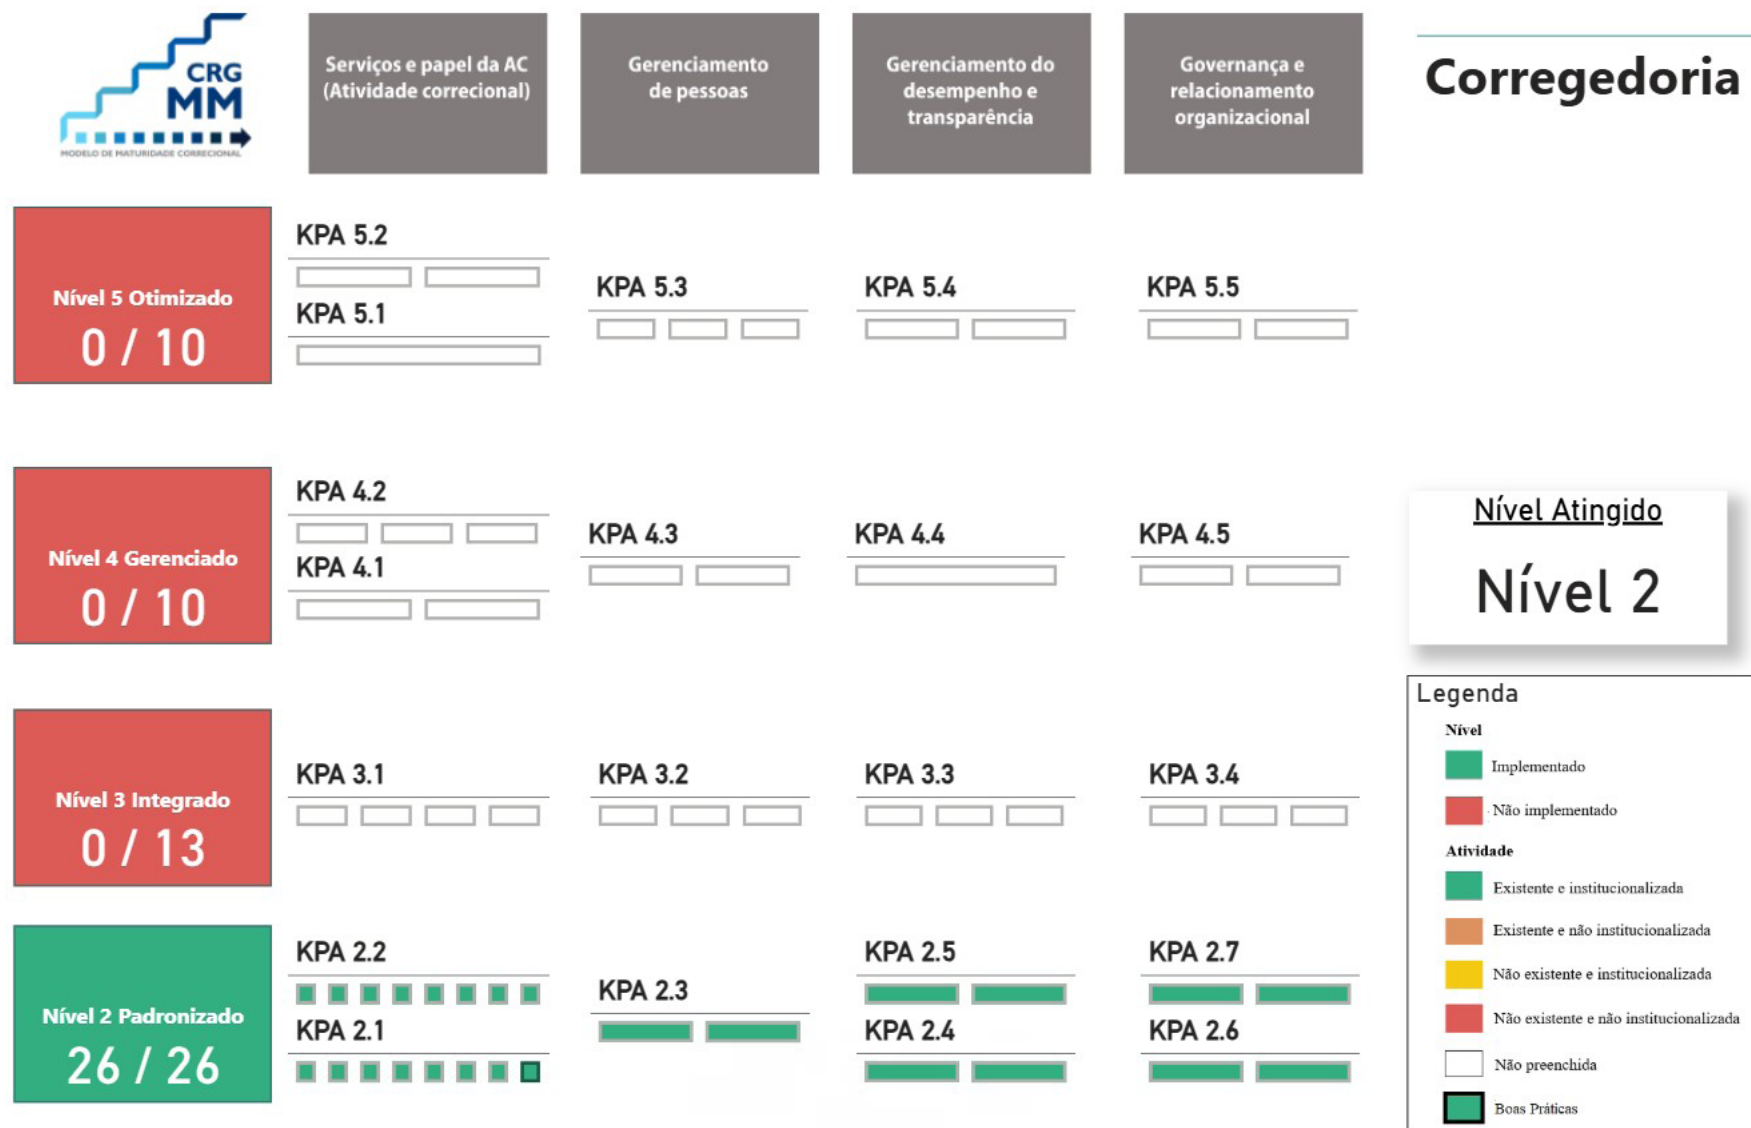 CRG
MM
MODELO DE MATURIDADE CORRECIONAL
Serviços e papel da AC
(Atividade correcional)
Gerenciamento
de pessoas
Gerenciamento do
desempenho e
transparência
Governança e
relacionamento
organizacional
Corregedoria
Nível 5 Otimizado
0 / 10
KPA 5.2
KPA 5.1
KPA 5.3
KPA 5.4
KPA 5.5
Nível 4 Gerenciado
0 / 10
KPA 4.2
KPA 4.1
KPA 4.3
KPA 4.4
KPA 4.5
Nível Atingido
Nível 2
Nível 3 Integrado
0 / 13
KPA 3.1
KPA 3.2
KPA 3.3
KPA 3.4
Nível 2 Padronizado
26 / 26
KPA 2.2
KPA 2.1
KPA 2.3
KPA 2.5
KPA 2.4
KPA 2.7
KPA 2.6
Legenda
Nível
Implementado
Não implementado
Atividade
Existente e institucionalizada
Existente e não institucionalizada
Não existente e institucionalizada
Não existente e não institucionalizada
Não preenchida
Boas Práticas